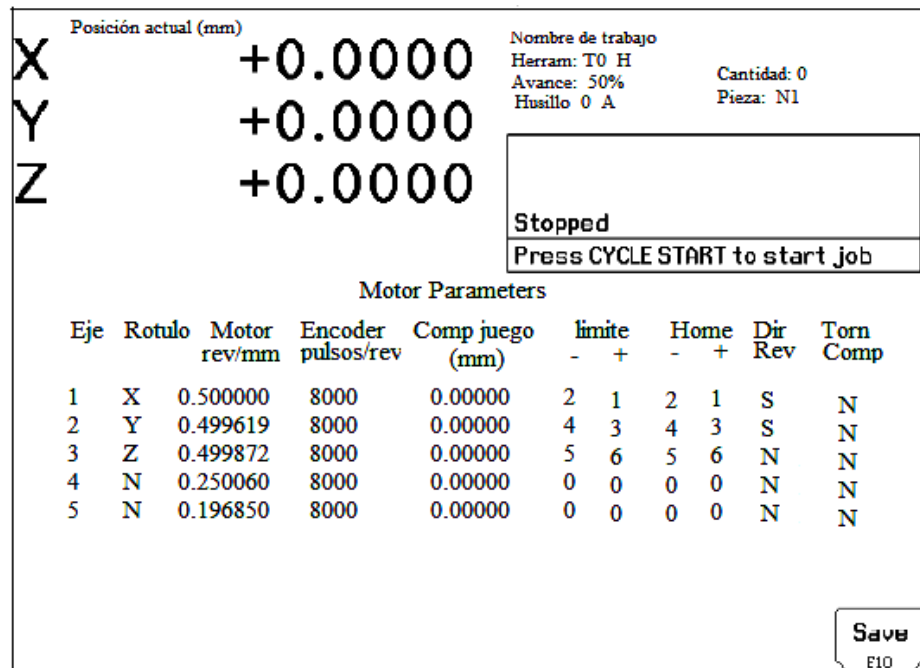 Posición actual (mm)
X +0.0000
Y +0.0000
Z +0.0000
Nombre de trabajo
Herram: T0 H
Avance: 50%
Husillo 0 A
Cantidad: 0
Pieza: N1
Stopped
Press CYCLE START to start job
Motor Parameters
Eje Rotulo Motor Encoder Comp juego limite Home Dir Torn
rev/mm pulsos/rev (mm) - + - + Rev Comp
1 X 0.500000 8000 0.00000 2 1 2 1 S N
2 Y 0.499619 8000 0.00000 4 3 4 3 S N
3 Z 0.499872 8000 0.00000 5 6 5 6 N N
4 N 0.250060 8000 0.00000 0 0 0 0 N N
5 N 0.196850 8000 0.00000 0 0 0 0 N N
Save
F10